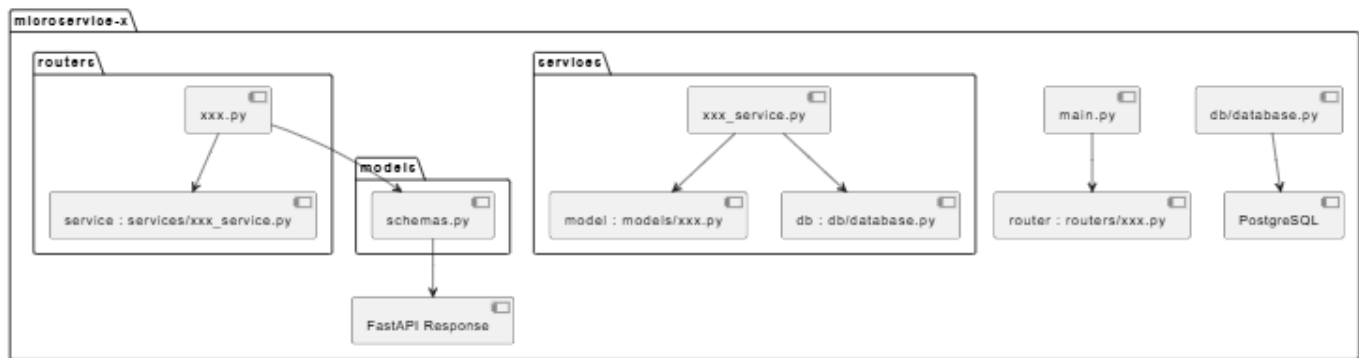 microservice-x
routers
services
xxx.py
xxx_service.py
main.py
db/database.py
models
service : services/xxx_service.py
schemas.py
model : models/xxx.py
db : db/database.py
router : routers/xxx.py
PostgreSQL
FastAPI Response